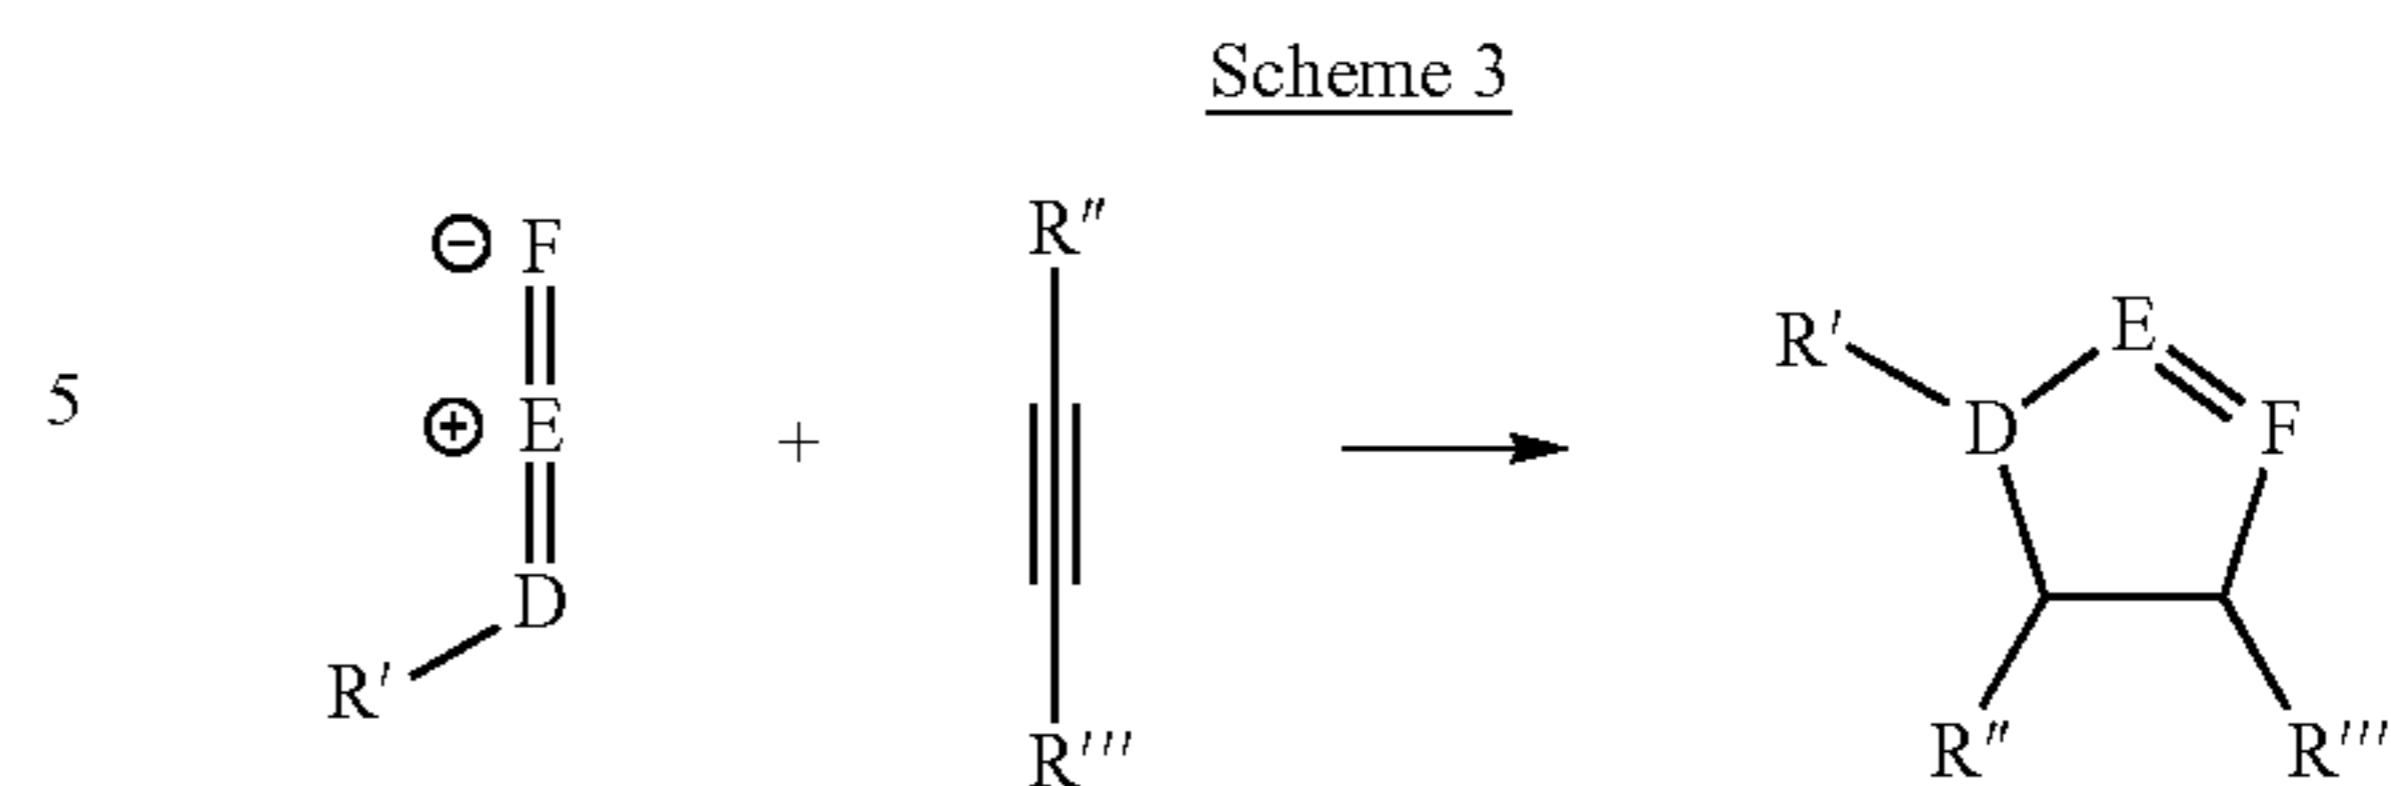 Scheme 3
5
⊖ F
⊕ E
D
R′
+
R″
R‴
R′
E
D
F
R″
R‴